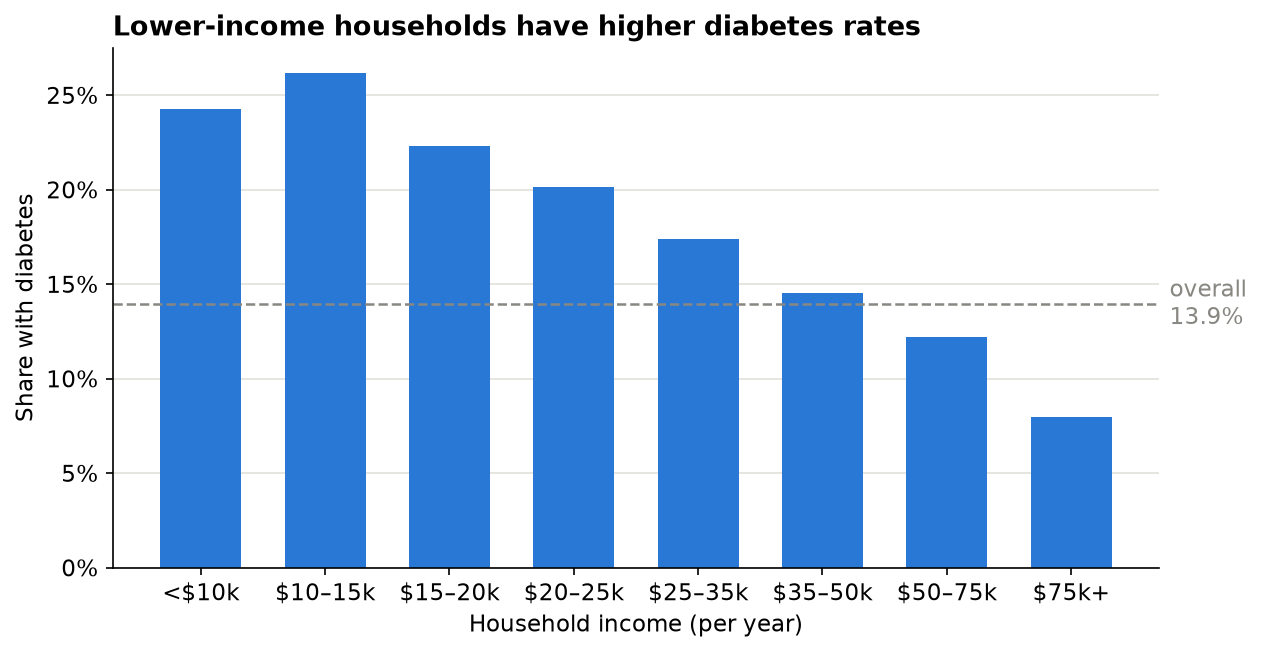 Lower-income households have higher diabetes rates
Share with diabetes
25%
20%
15%
10%
5%
0%
overall
13.9%
<$10k
$10–15k
$15–20k
$20–25k
$25–35k
$35–50k
$50–75k
$75k+
Household income (per year)